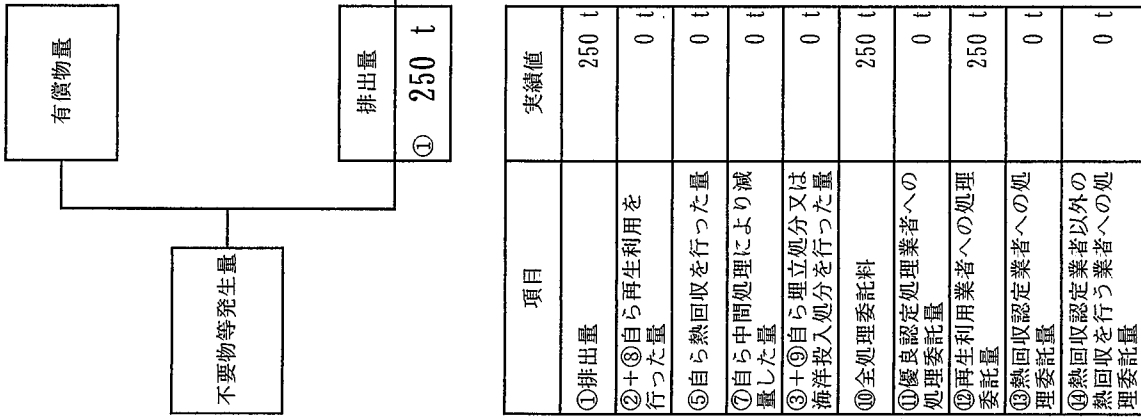 有償物量
不要物等発生量
排出量
① 250 t
項目 実績値
①排出量 250 t
②+⑧自ら再生利用を
行った量 0 t
⑤自ら熱回収を行った量 0 t
⑦自ら中間処理により減
量した量 0 t
③+⑨自ら埋立処分又は
海洋投入処分を行った量 0 t
⑩全処理委託料 250 t
⑪優良認定処理業者への
処理委託量 0 t
⑫再生利用業者への処理
委託量 250 t
⑬熱回収認定業者への処
理委託量 0 t
⑭熱回収認定業者以外の
熱回収を行う業者への処
理委託量 0 t